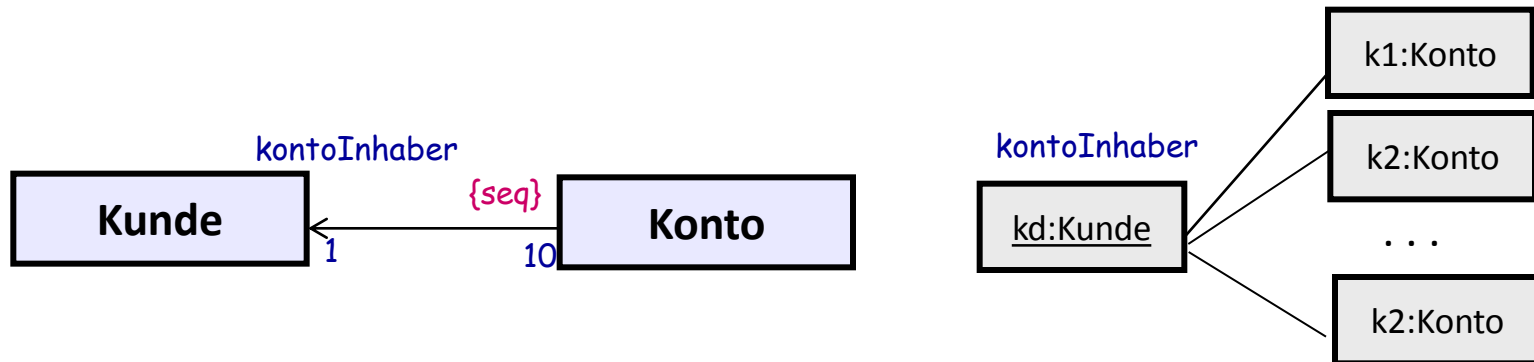 kontoInhaber
Kunde
1
{seq}
10
Konto
kontoInhaber
kd:Kunde
k1:Konto
k2:Konto
. . .
k2:Konto